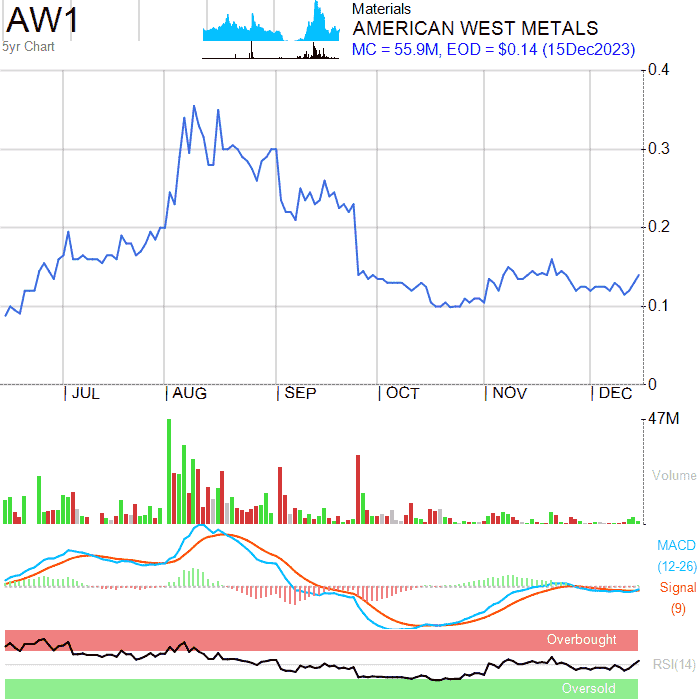 AW1
5yr Chart
Materials
AMERICAN WEST METALS
MC = 55.9M, EOD = $0.14 (15Dec2023)
0.4
0.3
0.2
0.1
0
| JUL | AUG | SEP | OCT | NOV | DEC
47M
Volume
MACD
(12-26)
Signal
(9)
Overbought
RSI(14)
Oversold